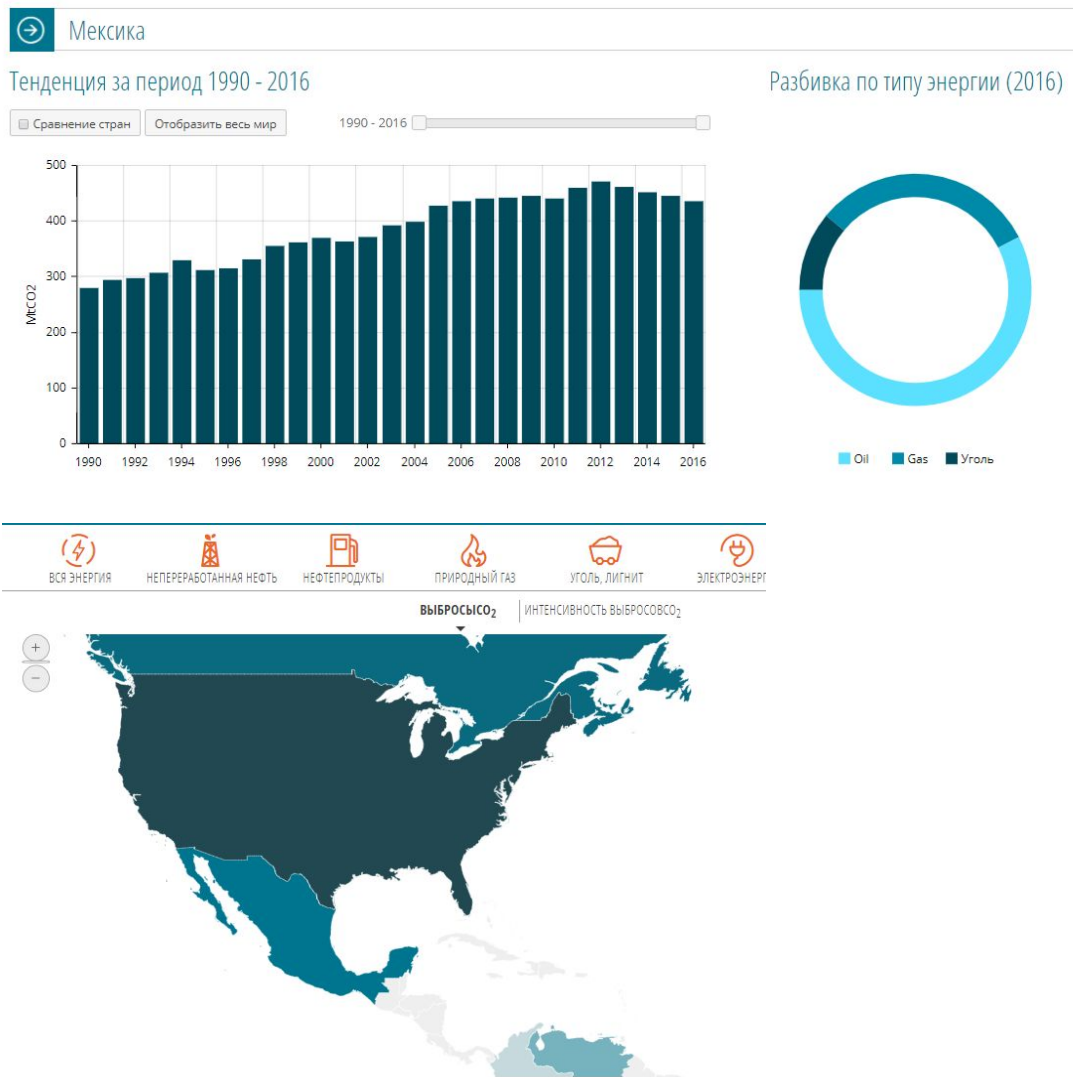 Мексика
Тенденция за период 1990 - 2016
Разбивка по типу энергии (2016)
Сравнение стран
Отобразить весь мир
1990 - 2016
500
400
300
200
100
0
MtCO2
1990 1992 1994 1996 1998 2000 2002 2004 2006 2008 2010 2012 2014 2016
Oil Gas Уголь
ВСЯ ЭНЕРГИЯ НЕПЕРЕРАБОТАННАЯ НЕФТЬ НЕФТЕПРОДУКТЫ ПРИРОДНЫЙ ГАЗ УГОЛЬ, ЛИГНИТ ЭЛЕКТРОЭНЕРГ
ВЫБРОСЫCO2 ИНТЕНСИВНОСТЬ ВЫБРОСОВCO2
+
−